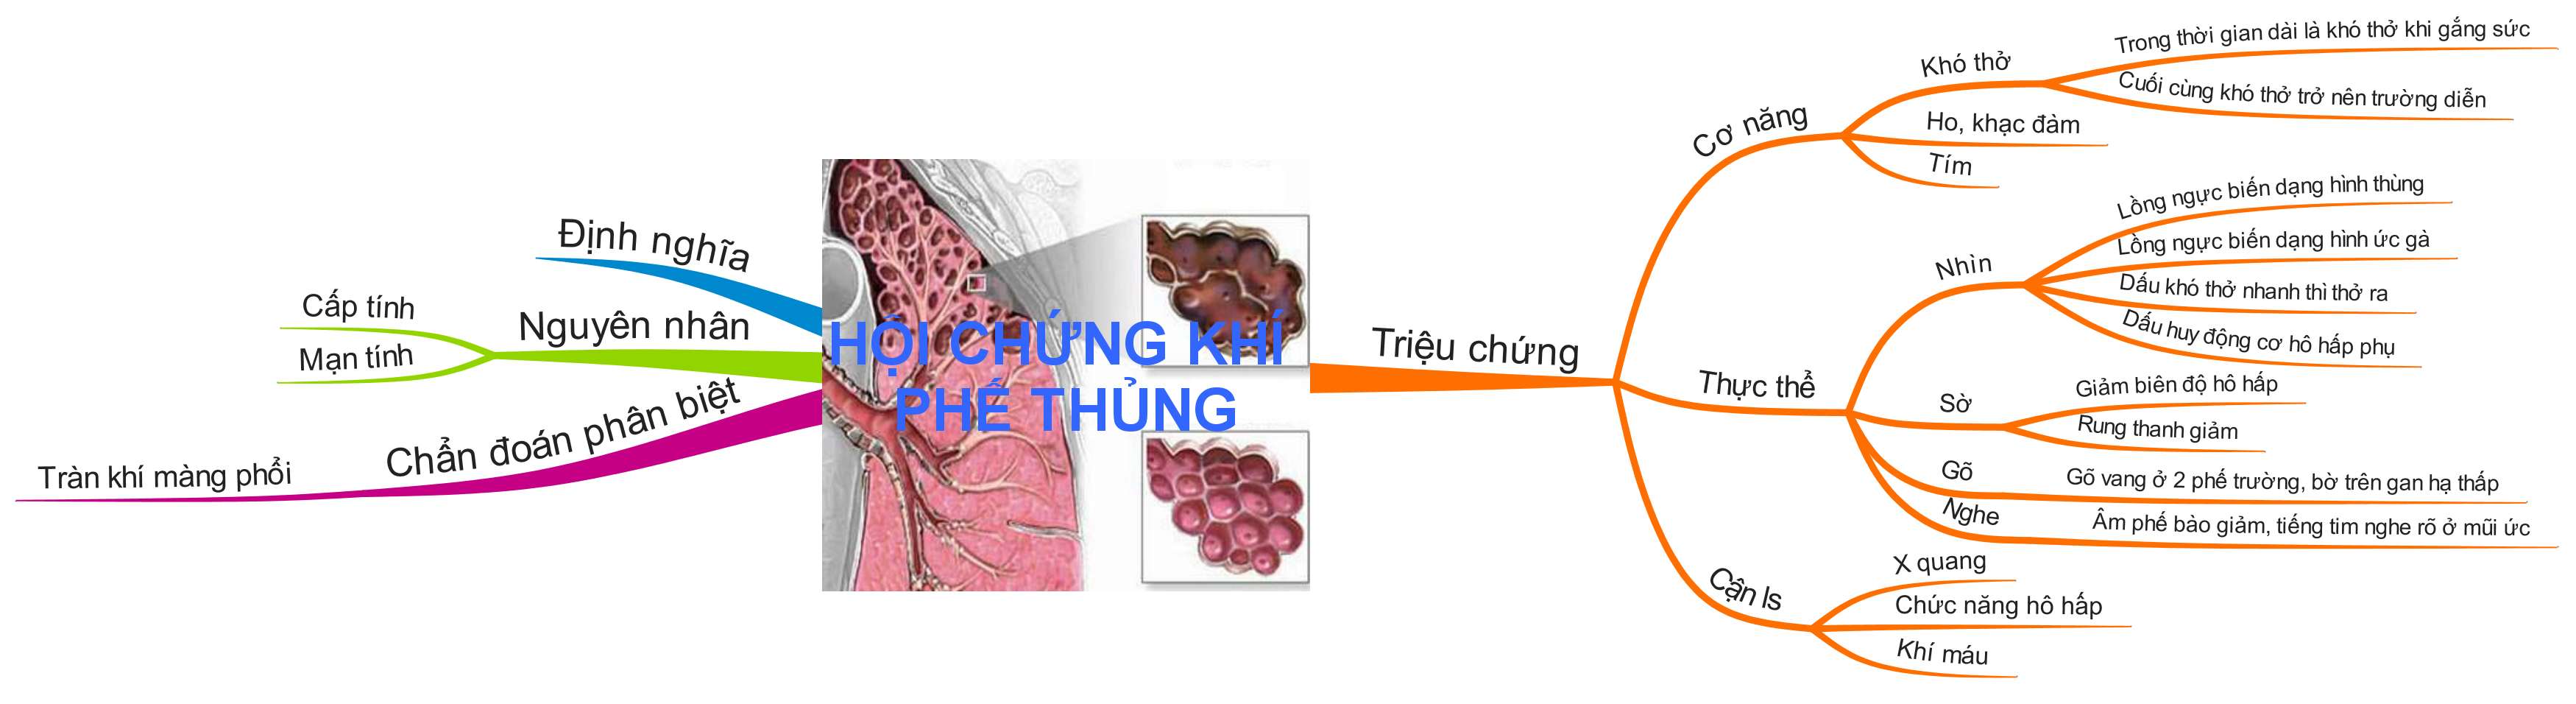 HỘI CHỨNG KHÍ
PHẾ THỦNG
Định nghĩa
Nguyên nhân
Cấp tính
Mạn tính
Chẩn đoán phân biệt
Tràn khí màng phổi
Triệu chứng
Cơ năng
Khó thở
Trong thời gian dài là khó thở khi gắng sức
Cuối cùng khó thở trở nên trường diễn
Ho, khạc đàm
Tím
Thực thể
Nhìn
Lồng ngực biến dạng hình thùng
Lồng ngực biến dạng hình ức gà
Dấu khó thở nhanh thì thở ra
Dấu huy động cơ hô hấp phụ
Sờ
Giảm biên độ hô hấp
Rung thanh giảm
Gõ
Gõ vang ở 2 phế trường, bờ trên gan hạ thấp
Nghe
Âm phế bào giảm, tiếng tim nghe rõ ở mũi ức
Cận ls
X quang
Chức năng hô hấp
Khí máu